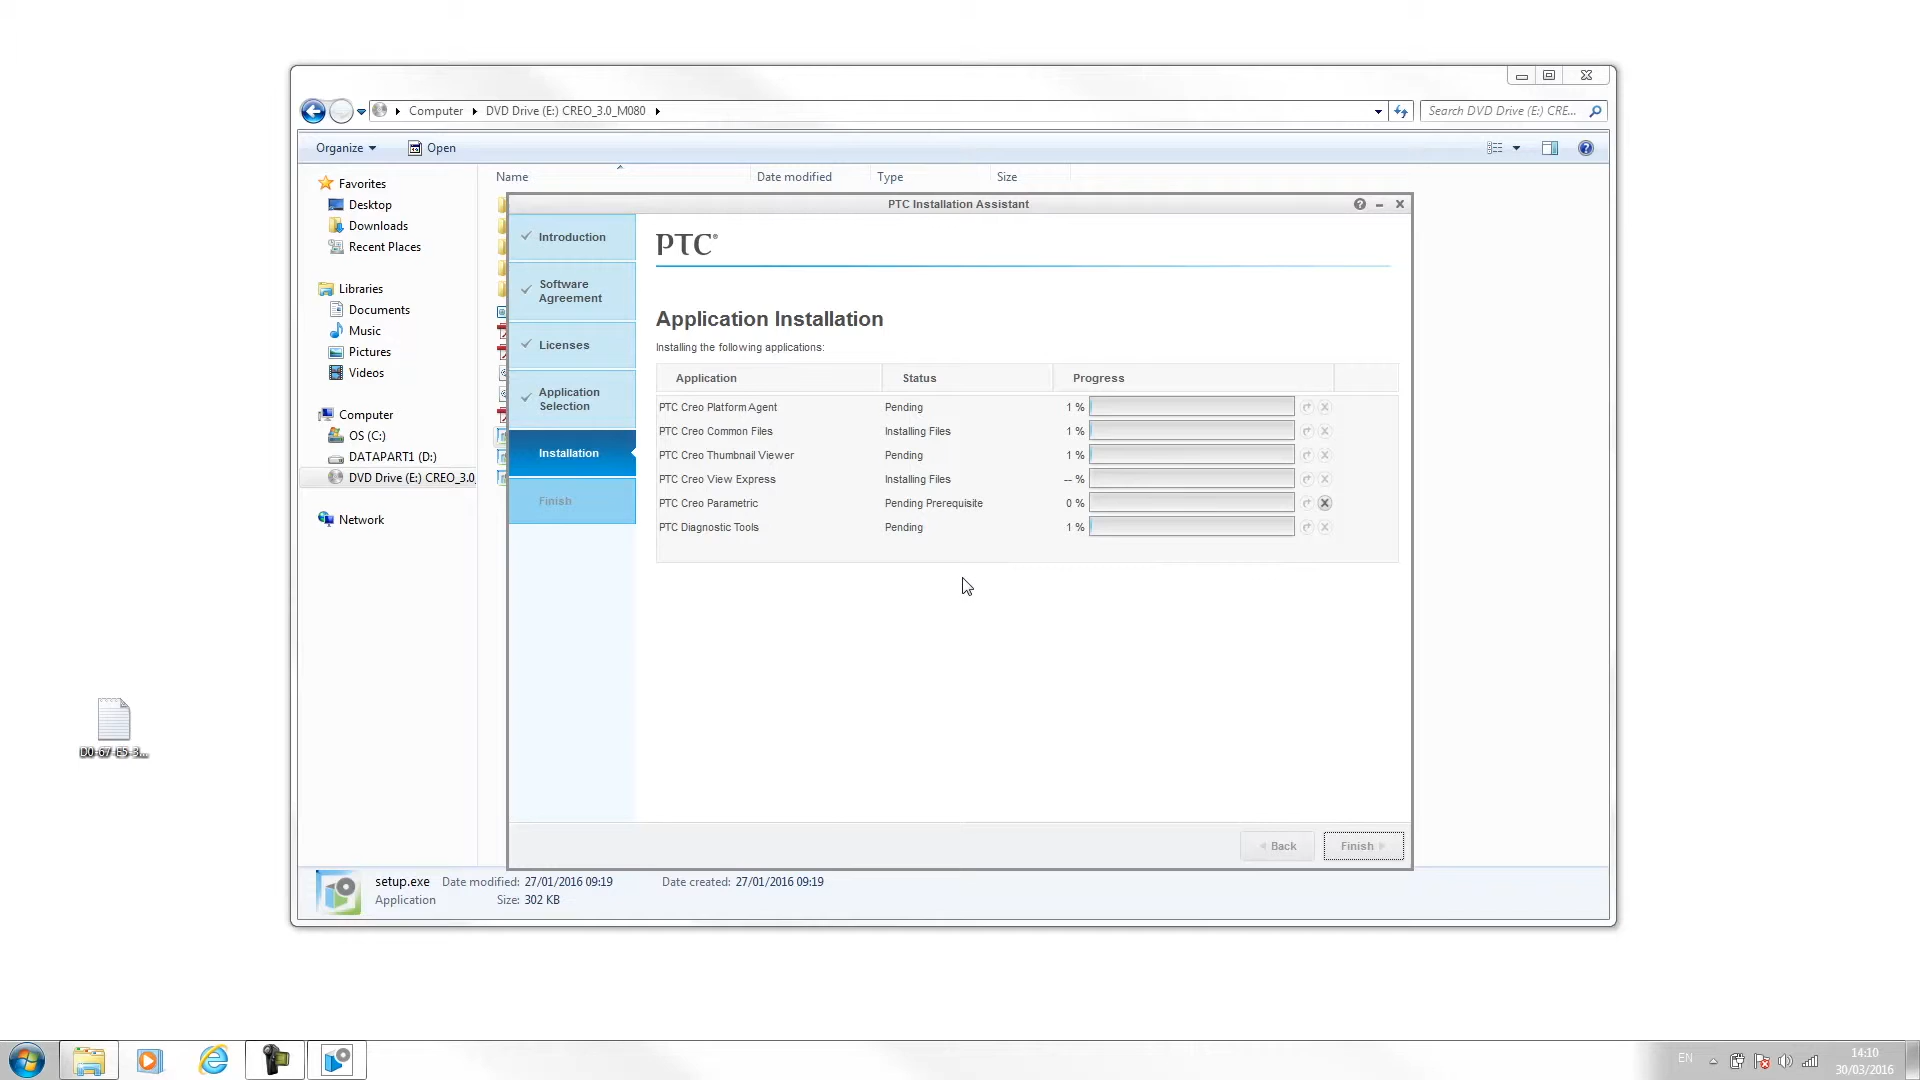 Computer
DVD Drive (E:) CREO_3.0_M080
Search DVD Drive (E:) CRE...
Organize
Open
Name
Date modified
Type
Size
Favorites
Desktop
Downloads
Recent Places
Libraries
Documents
Music
Pictures
Videos
Computer
OS (C:)
DATAPART1 (D:)
DVD Drive (E:) CREO_3.0_
Network
PTC Installation Assistant
Introduction
Software
Agreement
Licenses
Application
Selection
Installation
Finish
PTC®
Application Installation
Installing the following applications:
Application Status Progress
PTC Creo Platform Agent Pending 1 %
PTC Creo Common Files Installing Files 1 %
PTC Creo Thumbnail Viewer Pending 1 %
PTC Creo View Express Installing Files -- %
PTC Creo Parametric Pending Prerequisite 0 %
PTC Diagnostic Tools Pending 1 %
Back
Finish
setup.exe Date modified: 27/01/2016 09:19 Date created: 27/01/2016 09:19
Application Size: 302 KB
D0-67-E5-3...
EN
14:10
30/03/2016